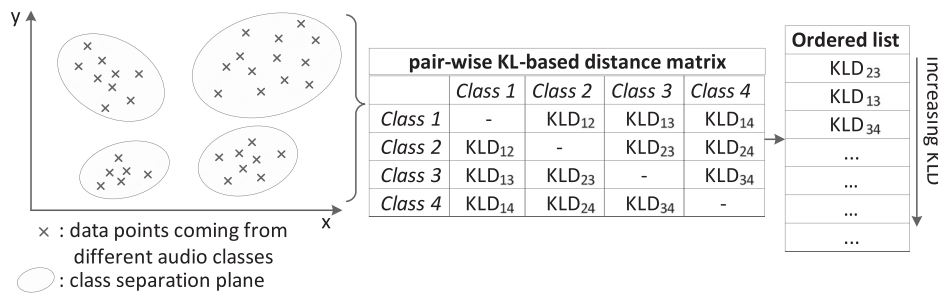 y
x
× : data points coming from
different audio classes
: class separation plane
pair-wise KL-based distance matrix
Class 1 Class 2 Class 3 Class 4
Class 1 - KLD12 KLD13 KLD14
Class 2 KLD12 - KLD23 KLD24
Class 3 KLD13 KLD23 - KLD34
Class 4 KLD14 KLD24 KLD34 -
Ordered list
KLD23
KLD13
KLD34
...
...
...
...
increasing KLD